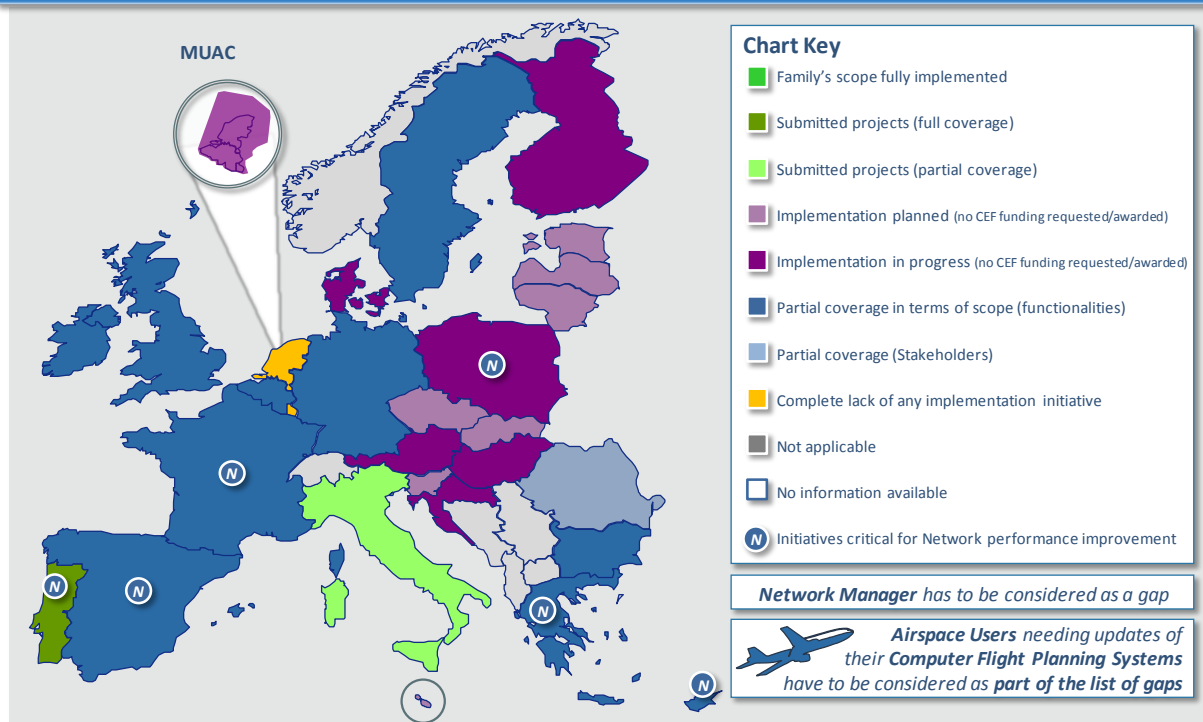 MUAC
N
N
N
N
N
N
Chart Key
Family's scope fully implemented
Submitted projects (full coverage)
Submitted projects (partial coverage)
Implementation planned (no CEF funding requested/awarded)
Implementation in progress (no CEF funding requested/awarded)
Partial coverage in terms of scope (functionalities)
Partial coverage (Stakeholders)
Complete lack of any implementation initiative
Not applicable
No information available
N Initiatives critical for Network performance improvement
Network Manager has to be considered as a gap
Airspace Users needing updates of
their Computer Flight Planning Systems
have to be considered as part of the list of gaps